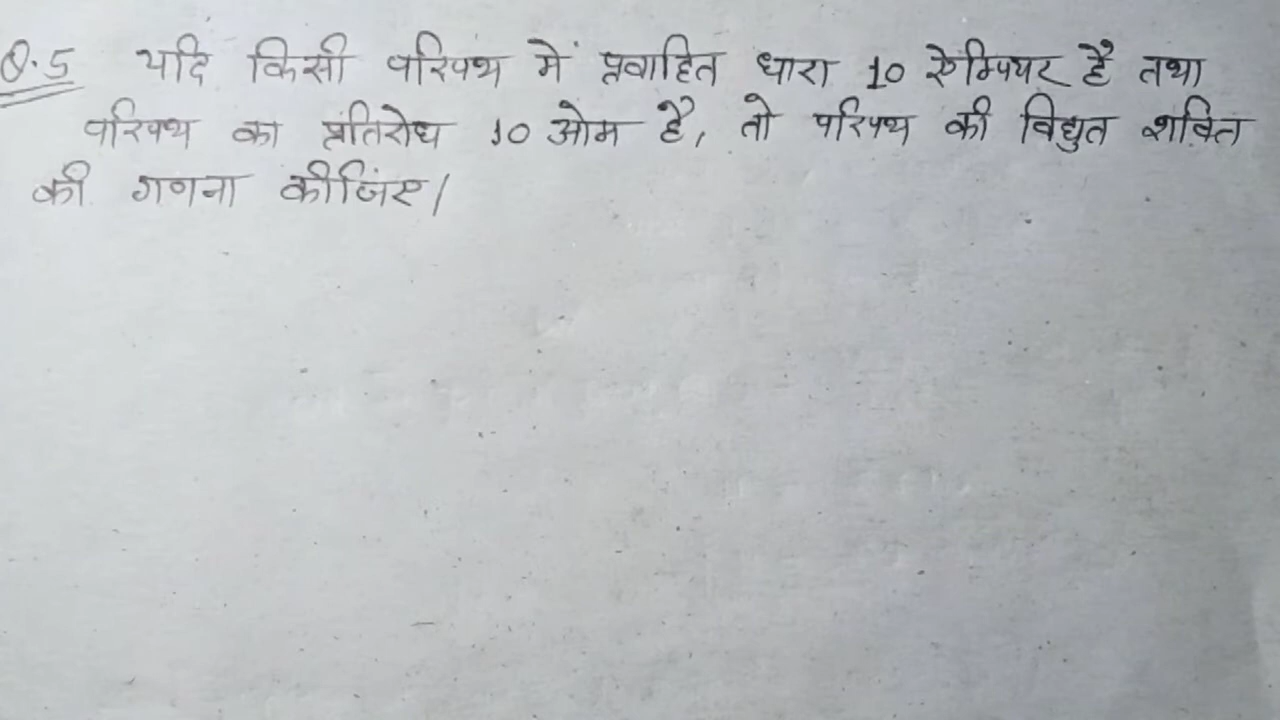 Q.5 यदि किसी परिपथ में प्रवाहित धारा 10 ऐम्पियर है तथा
परिपथ का प्रतिरोध 10 ओम है, तो परिपथ की विद्युत शक्ति
की गणना कीजिए।